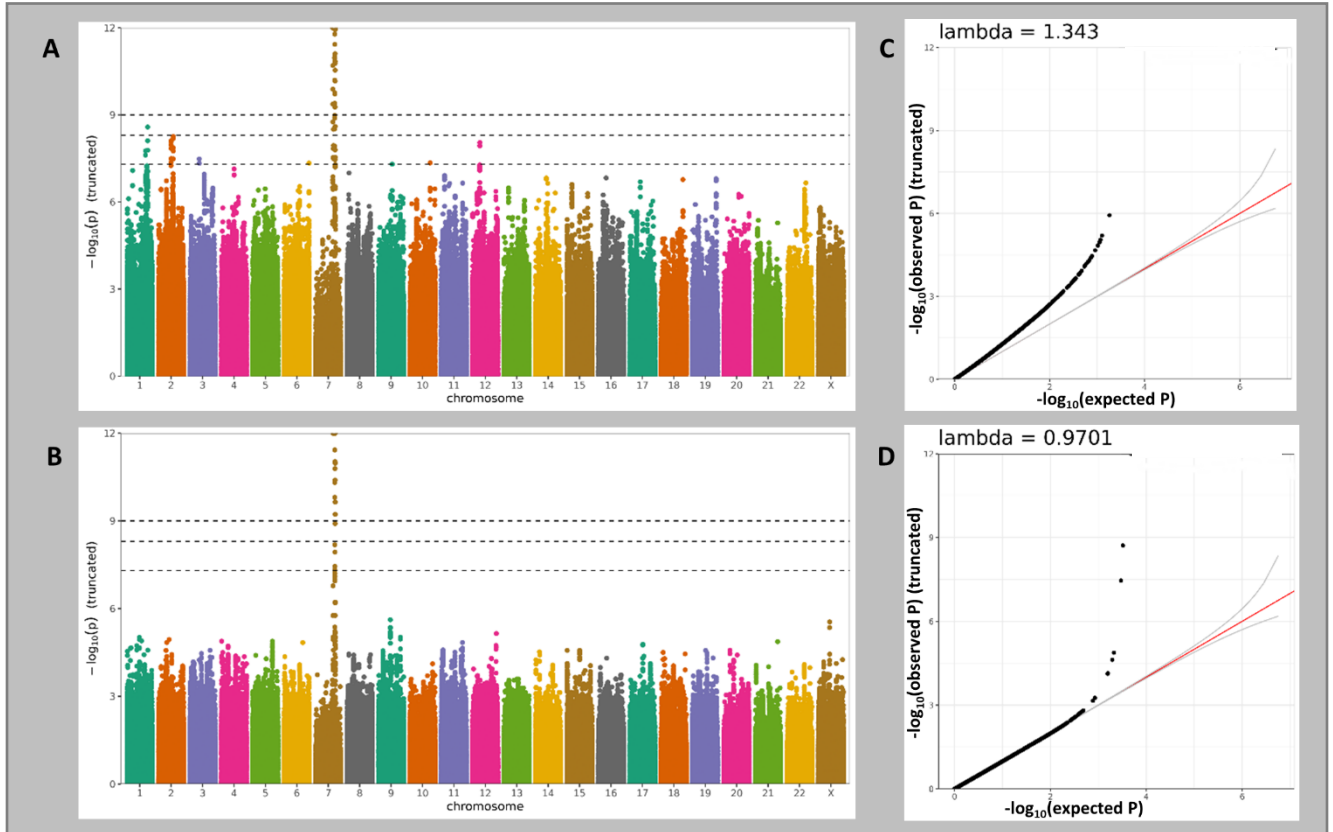 A
12
9
6
3
0
−log10(p) (truncated)
1 2 3 4 5 6 7 8 9 10 11 12 13 14 15 16 17 18 19 20 21 22 X
chromosome
C
lambda = 1.343
12
9
6
3
0
-log10(observed P) (truncated)
0 2 4 6
-log10(expected P)
B
12
9
6
3
0
−log10(p) (truncated)
1 2 3 4 5 6 7 8 9 10 11 12 13 14 15 16 17 18 19 20 21 22 X
chromosome
D
lambda = 0.9701
12
9
6
3
0
-log10(observed P) (truncated)
0 2 4 6
-log10(expected P)